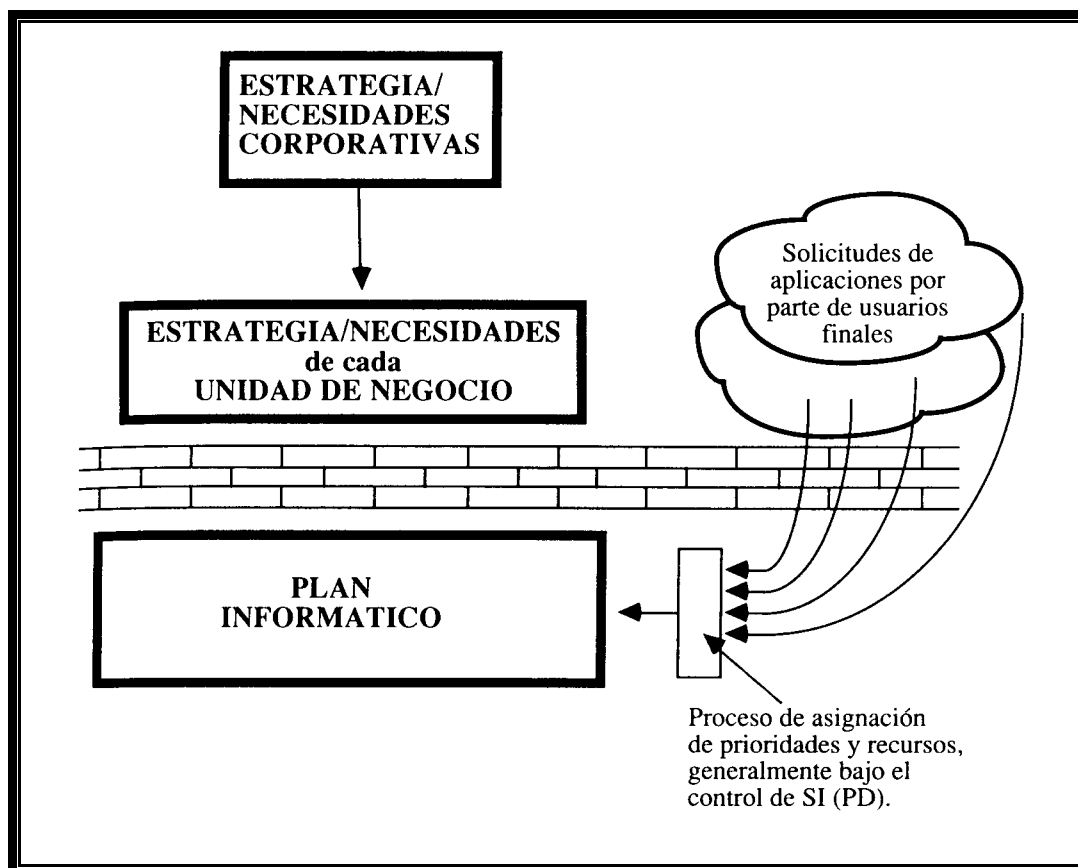 ESTRATEGIA/
NECESIDADES
CORPORATIVAS
ESTRATEGIA/NECESIDADES
de cada
UNIDAD DE NEGOCIO
Solicitudes de
aplicaciones por
parte de usuarios
finales
PLAN
INFORMATICO
Proceso de asignación
de prioridades y recursos,
generalmente bajo el
control de SI (PD).